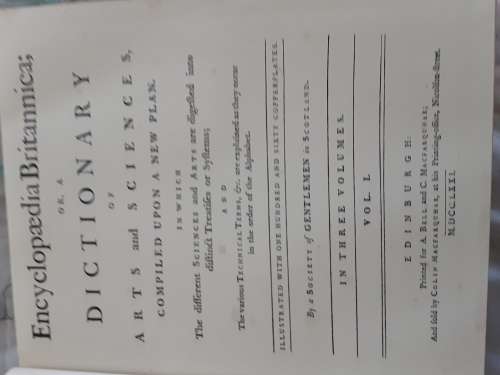 Encyclopædia Britannica;
OR, A
DICTIONARY
OF
ARTS and SCIENCES,
COMPILED UPON A NEW PLAN.
IN WHICH
The different SCIENCES and ARTS are digeſted into
diſtinct Treatiſes or Syſtems;
AND
The various TECHNICAL TERMS, &c. are explained as they occur
in the order of the Alphabet.
ILLUSTRATED WITH ONE HUNDRED AND SIXTY COPPERPLATES.
By a SOCIETY of GENTLEMEN in SCOTLAND.
IN THREE VOLUMES.
VOL. I.
EDINBURGH:
Printed for A. BELL and C. MACFARQUHAR;
And ſold by COLIN MACFARQUHAR, at his Printing-office, Nicolſon-ſtreet.
M.DCC.LXXI.